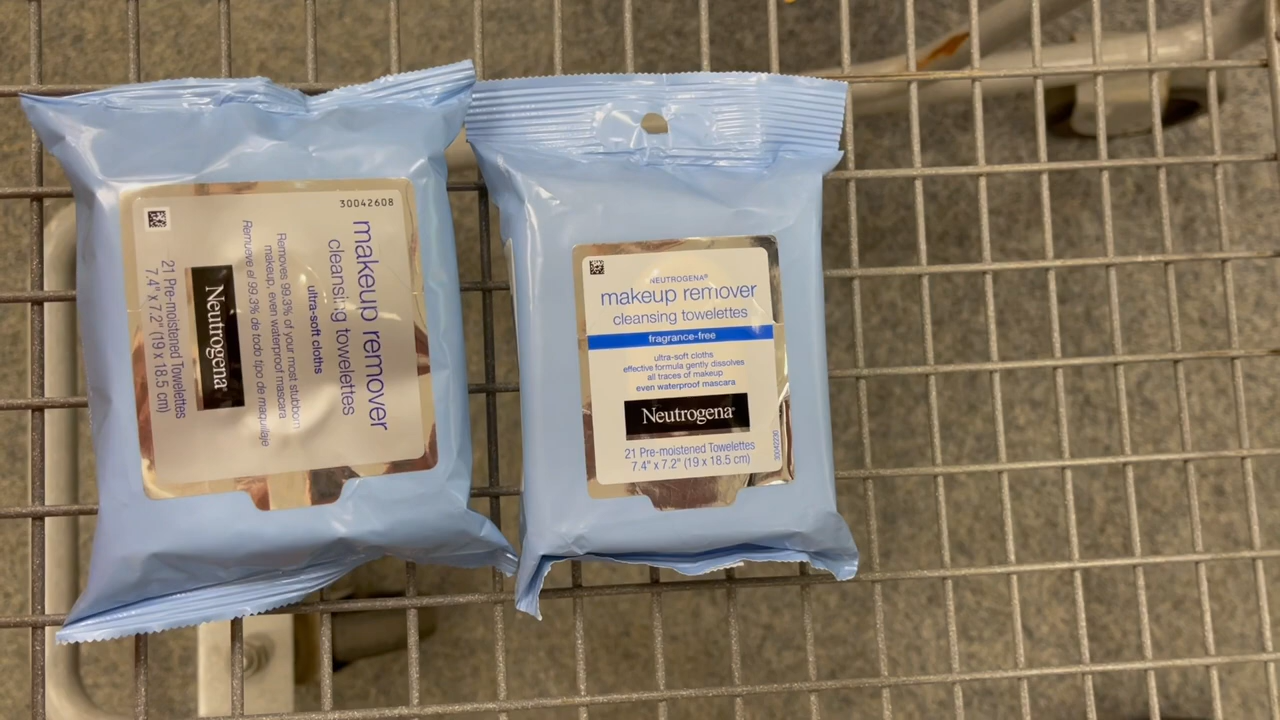 30042608
makeup remover
cleansing towelettes
ultra-soft cloths
Removes 99.3% of your most stubborn
makeup, even waterproof mascara
Remueve el 99.3% de todo tipo de maquillaje
Neutrogena®
21 Pre-moistened Towelettes
7.4" x 7.2" (19 x 18.5 cm)
NEUTROGENA®
makeup remover
cleansing towelettes
fragrance-free
ultra-soft cloths
effective formula gently dissolves
all traces of makeup
even waterproof mascara
Neutrogena®
21 Pre-moistened Towelettes
7.4" x 7.2" (19 x 18.5 cm)